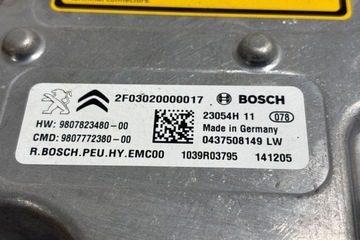 2F03020000017 BOSCH
HW: 9807823480-00
CMD: 9807772380-00
23054H 11 078
Made in Germany
0437508149 LW
R.BOSCH.PEU.HY.EMC00 1039R03795 141205